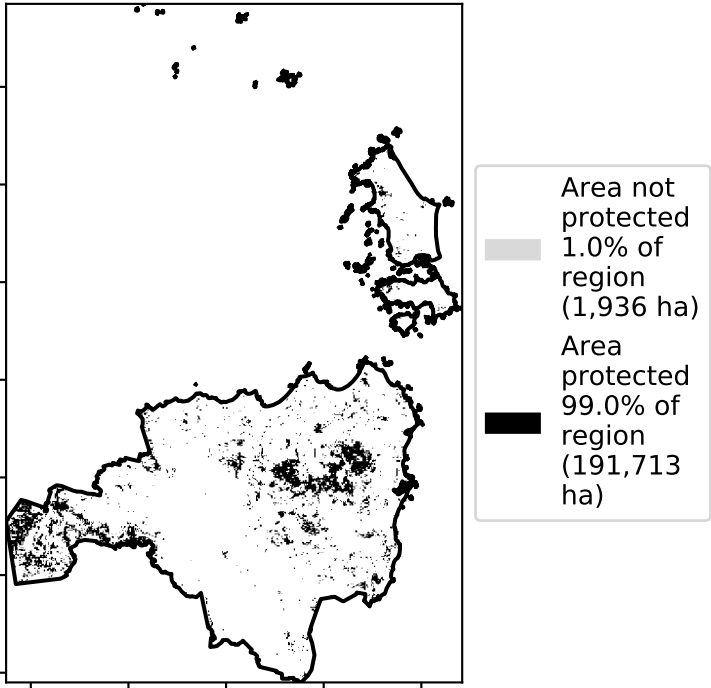 Area not
protected
1.0% of
region
(1,936 ha)
Area
protected
99.0% of
region
(191,713
ha)